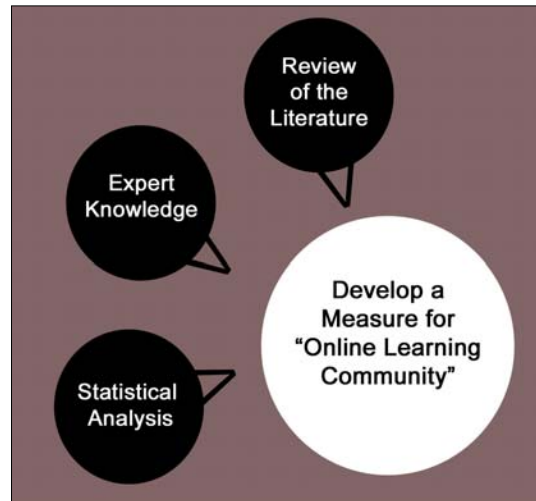 Review
of the
Literature
Expert
Knowledge
Develop a
Measure for
“Online Learning
Community”
Statistical
Analysis